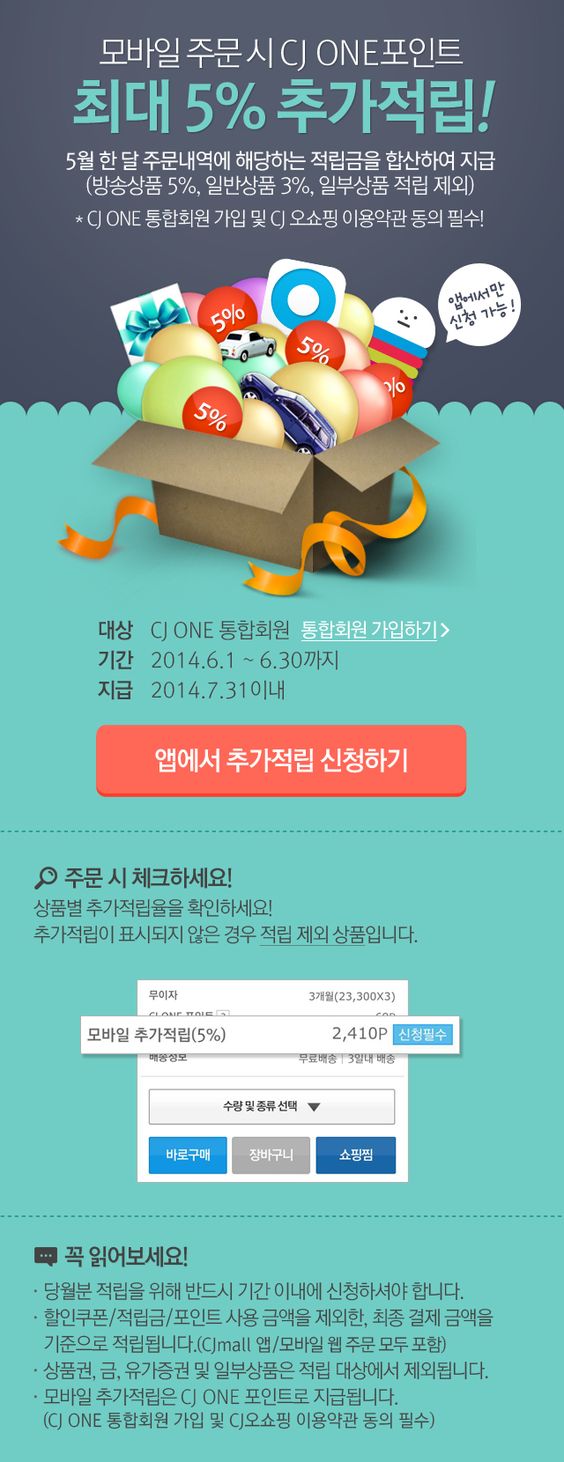 모바일 주문 시 CJ ONE포인트
최대 5% 추가적립!
5월 한 달 주문내역에 해당하는 적립금을 합산하여 지급
(방송상품 5%, 일반상품 3%, 일부상품 적립 제외)
* CJ ONE 통합회원 가입 및 CJ 오쇼핑 이용약관 동의 필수!
앱에서만
신청 가능!
5%
5%
%
5%
대상 CJ ONE 통합회원 통합회원 가입하기 >
기간 2014.6.1 ~ 6.30까지
지급 2014.7.31이내
앱에서 추가적립 신청하기
주문 시 체크하세요!
상품별 추가적립율을 확인하세요!
추가적립이 표시되지 않은 경우 적립 제외 상품입니다.
무이자 3개월(23,300X3)
모바일 추가적립(5%) 2,410P 신청필수
배송정보 무료배송 | 3일내 배송
수량 및 종류 선택 ▼
바로구매 장바구니 쇼핑찜
꼭 읽어보세요!
· 당월분 적립을 위해 반드시 기간 이내에 신청하셔야 합니다.
· 할인쿠폰/적립금/포인트 사용 금액을 제외한, 최종 결제 금액을
기준으로 적립됩니다.(CJmall 앱/모바일 웹 주문 모두 포함)
· 상품권, 금, 유가증권 및 일부상품은 적립 대상에서 제외됩니다.
· 모바일 추가적립은 CJ ONE 포인트로 지급됩니다.
(CJ ONE 통합회원 가입 및 CJ오쇼핑 이용약관 동의 필수)